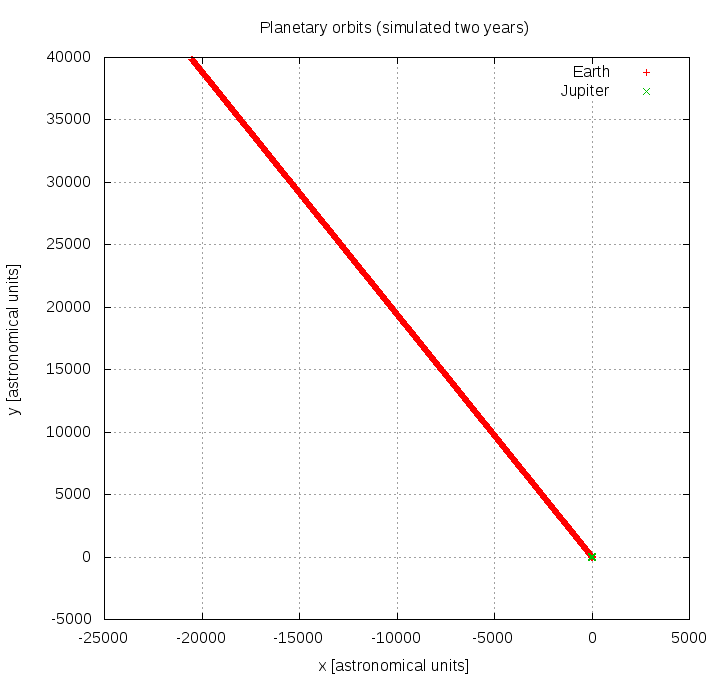 Planetary orbits (simulated two years)
Earth
Jupiter
40000
35000
30000
25000
20000
15000
10000
5000
0
-5000
-25000 -20000 -15000 -10000 -5000 0 5000
x [astronomical units]
y [astronomical units]